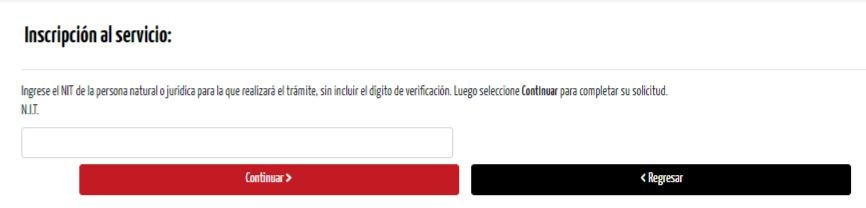 Inscripción al servicio:
Ingrese el NIT de la persona natural o jurídica para la que realizará el trámite, sin incluir el digito de verificación. Luego seleccione Continuar para completar su solicitud.
N.I.T.
Continuar >
< Regresar